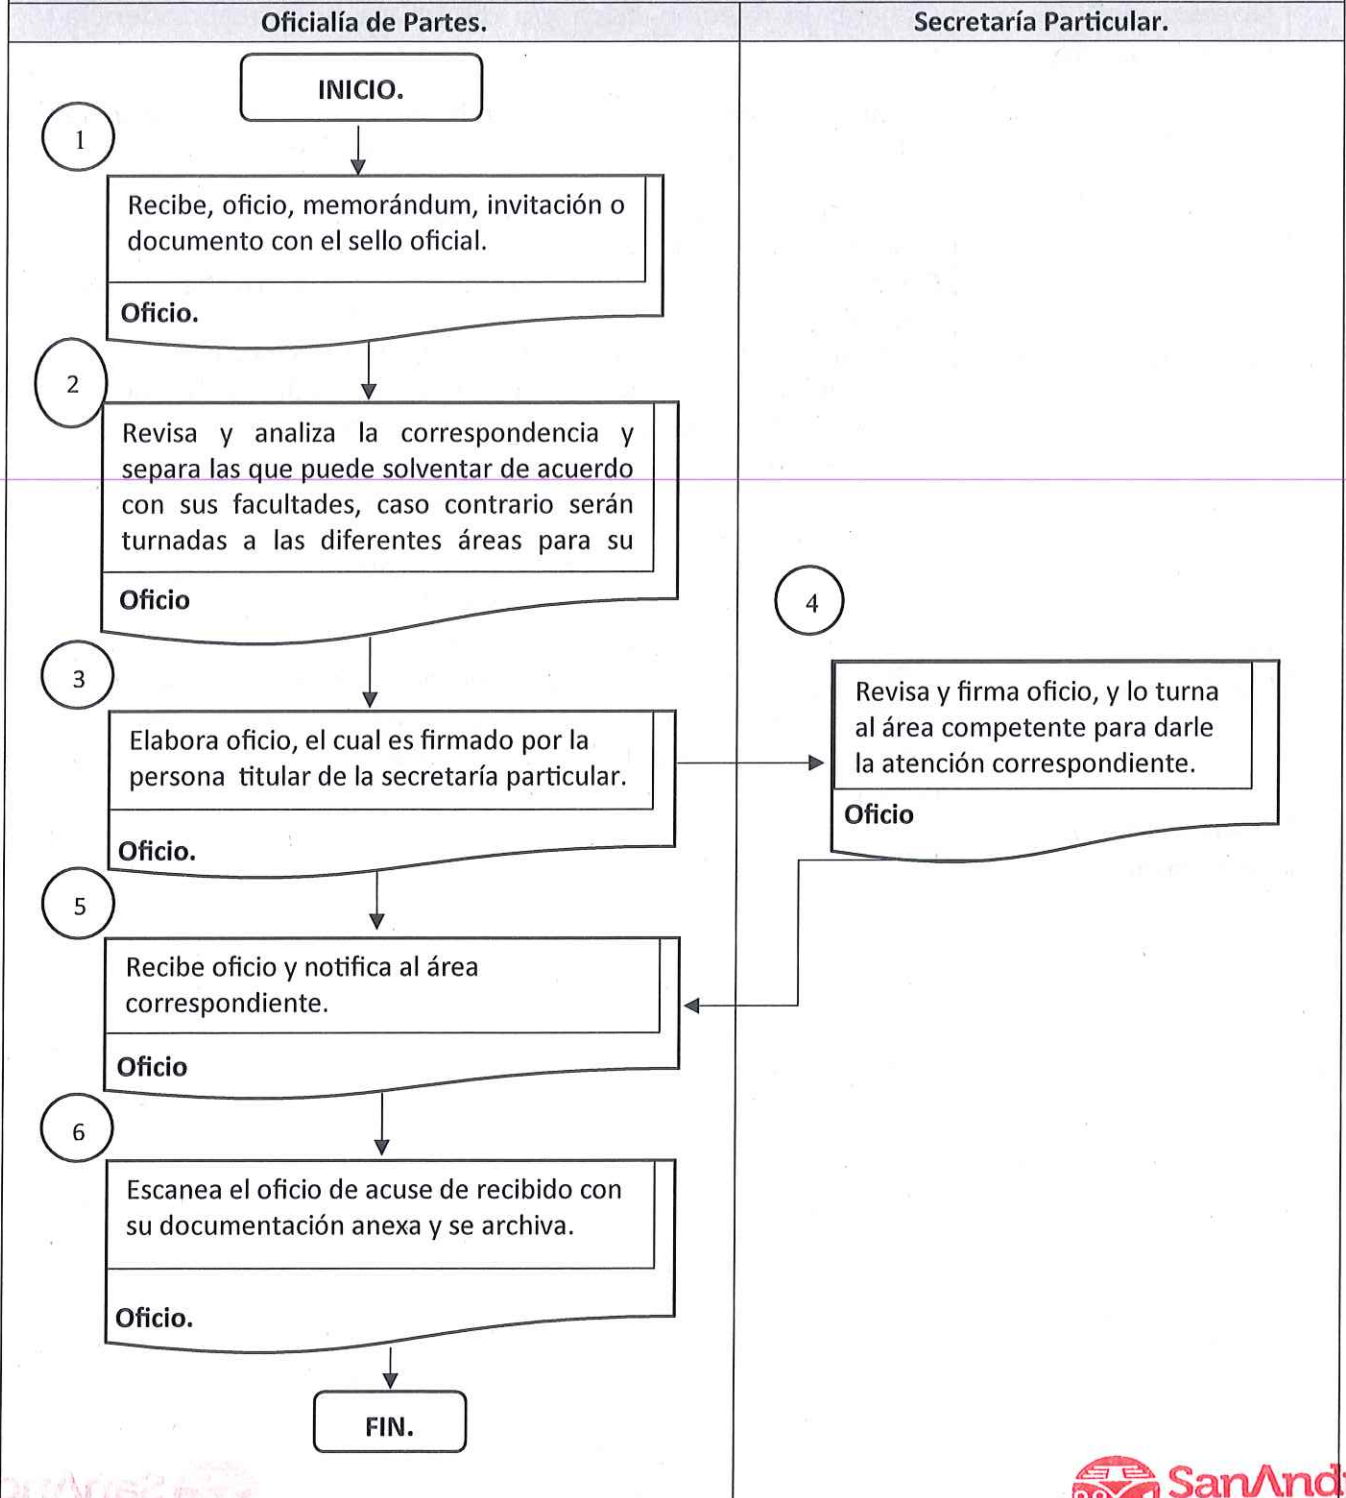 Oficialía de Partes.
Secretaría Particular.
INICIO.
1
Recibe, oficio, memorándum, invitación o
documento con el sello oficial.
Oficio.
2
Revisa y analiza la correspondencia y
separa las que puede solventar de acuerdo
con sus facultades, caso contrario serán
turnadas a las diferentes áreas para su
Oficio
3
Elabora oficio, el cual es firmado por la
persona titular de la secretaría particular.
Oficio.
4
Revisa y firma oficio, y lo turna
al área competente para darle
la atención correspondiente.
Oficio
5
Recibe oficio y notifica al área
correspondiente.
Oficio
6
Escanea el oficio de acuse de recibido con
su documentación anexa y se archiva.
Oficio.
FIN.
SanAnd